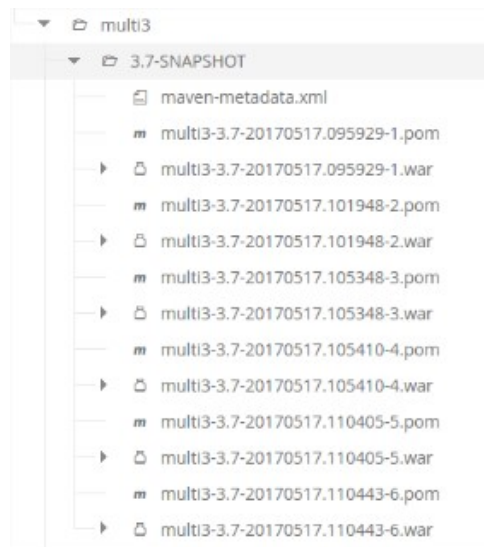 multi3
3.7-SNAPSHOT
maven-metadata.xml
multi3-3.7-20170517.095929-1.pom
multi3-3.7-20170517.095929-1.war
multi3-3.7-20170517.101948-2.pom
multi3-3.7-20170517.101948-2.war
multi3-3.7-20170517.105348-3.pom
multi3-3.7-20170517.105348-3.war
multi3-3.7-20170517.105410-4.pom
multi3-3.7-20170517.105410-4.war
multi3-3.7-20170517.110405-5.pom
multi3-3.7-20170517.110405-5.war
multi3-3.7-20170517.110443-6.pom
multi3-3.7-20170517.110443-6.war